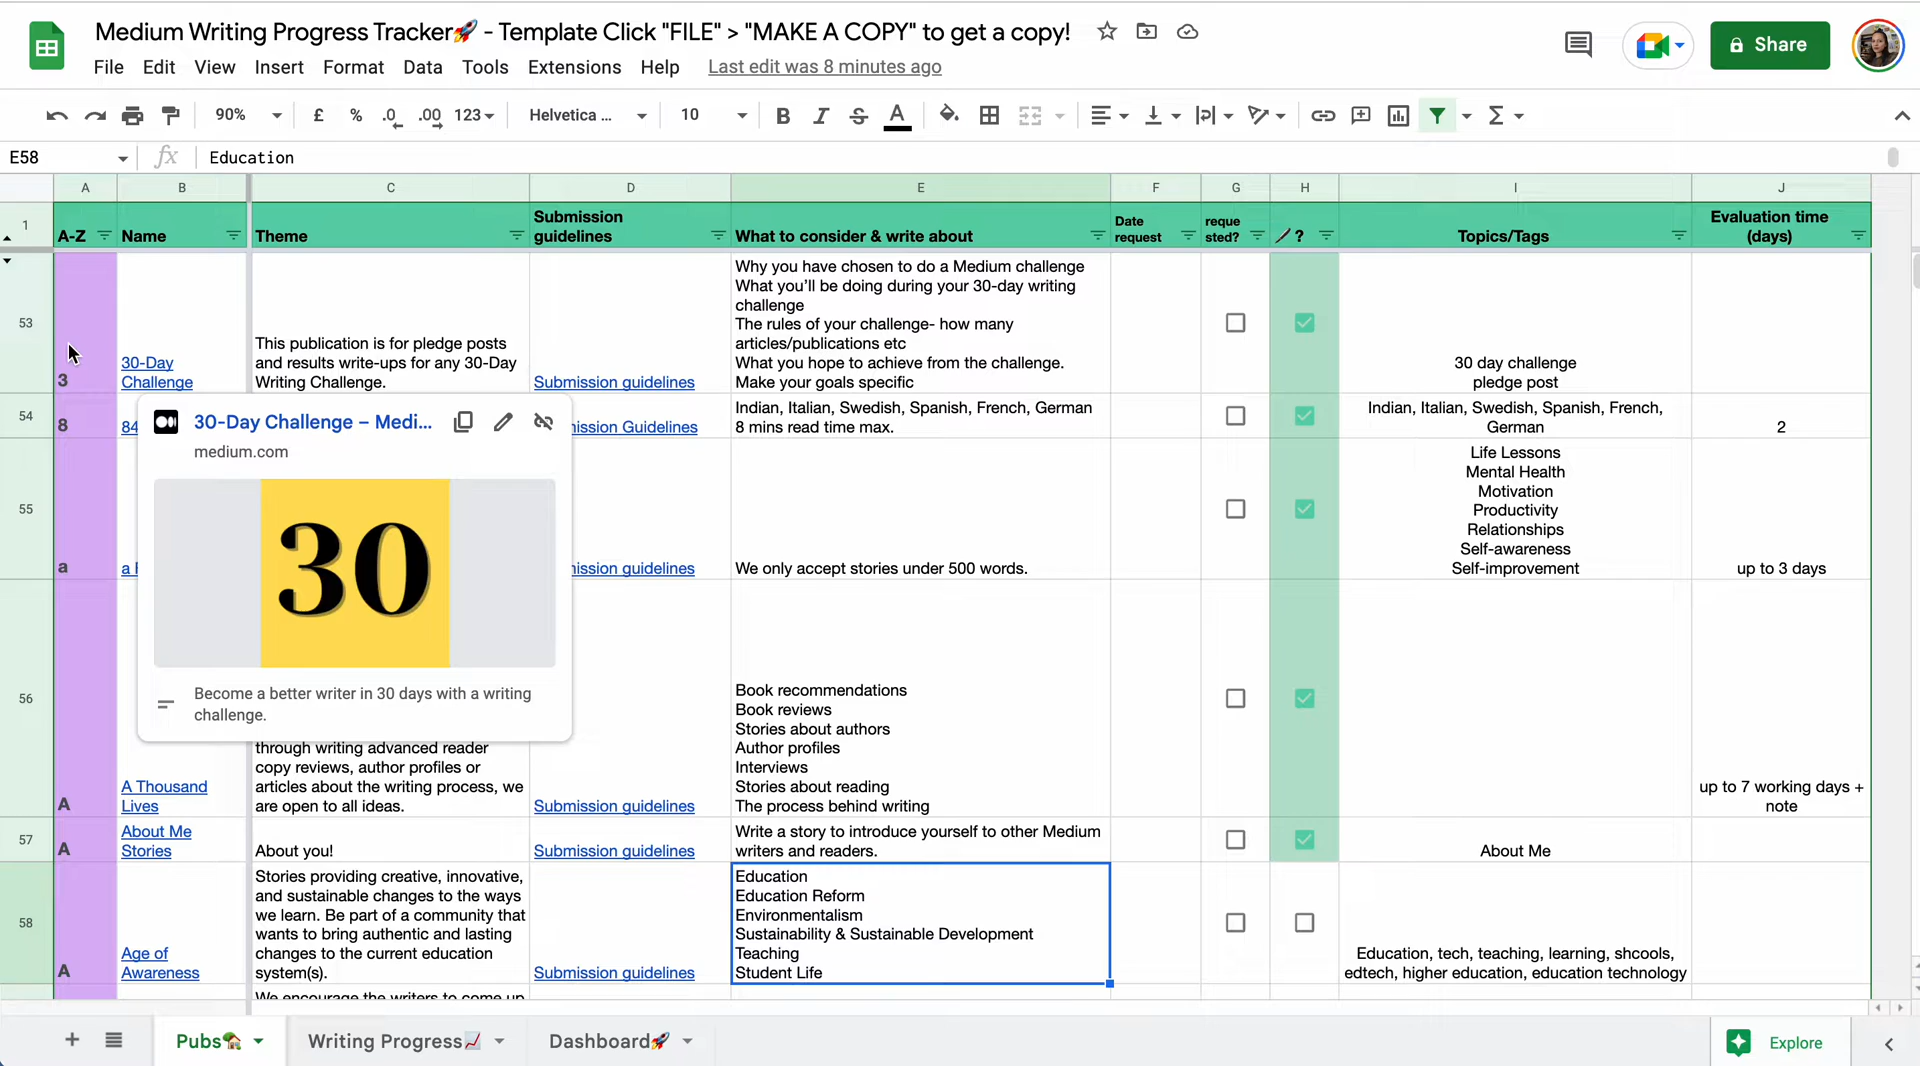 Medium Writing Progress Tracker🚀 - Template Click "FILE" > "MAKE A COPY" to get a copy!
File Edit View Insert Format Data Tools Extensions Help Last edit was 8 minutes ago
Share
90% £ % .0 .00 123 Helvetica ... 10 B I S A Σ
E58 fx Education
A B C D E F G H I J
1 A-Z Name Theme
Submission
guidelines
What to consider & write about
Date
request
reque
sted?
?
Topics/Tags
Evaluation time
(days)
53
3
30-Day
Challenge
This publication is for pledge posts
and results write-ups for any 30-Day
Writing Challenge.
Submission guidelines
Why you have chosen to do a Medium challenge
What you'll be doing during your 30-day writing
challenge
The rules of your challenge- how many
articles/publications etc
What you hope to achieve from the challenge.
Make your goals specific
30 day challenge
pledge post
54
8
84
ission Guidelines
Indian, Italian, Swedish, Spanish, French, German
8 mins read time max.
Indian, Italian, Swedish, Spanish, French,
German
2
30-Day Challenge – Medi...
medium.com
30
Become a better writer in 30 days with a writing
challenge.
55
a
a
ission guidelines
We only accept stories under 500 words.
Life Lessons
Mental Health
Motivation
Productivity
Relationships
Self-awareness
Self-improvement
up to 3 days
56
A
A Thousand
Lives
through writing advanced reader
copy reviews, author profiles or
articles about the writing process, we
are open to all ideas.
Submission guidelines
Book recommendations
Book reviews
Stories about authors
Author profiles
Interviews
Stories about reading
The process behind writing
up to 7 working days +
note
57
A
About Me
Stories
About you!
Submission guidelines
Write a story to introduce yourself to other Medium
writers and readers.
About Me
58
A
Age of
Awareness
Stories providing creative, innovative,
and sustainable changes to the ways
we learn. Be part of a community that
wants to bring authentic and lasting
changes to the current education
system(s).
Submission guidelines
Education
Education Reform
Environmentalism
Sustainability & Sustainable Development
Teaching
Student Life
Education, tech, teaching, learning, shcools,
edtech, higher education, education technology
We encourage the writers to come up
Pubs🏡 Writing Progress📈 Dashboard🚀
Explore